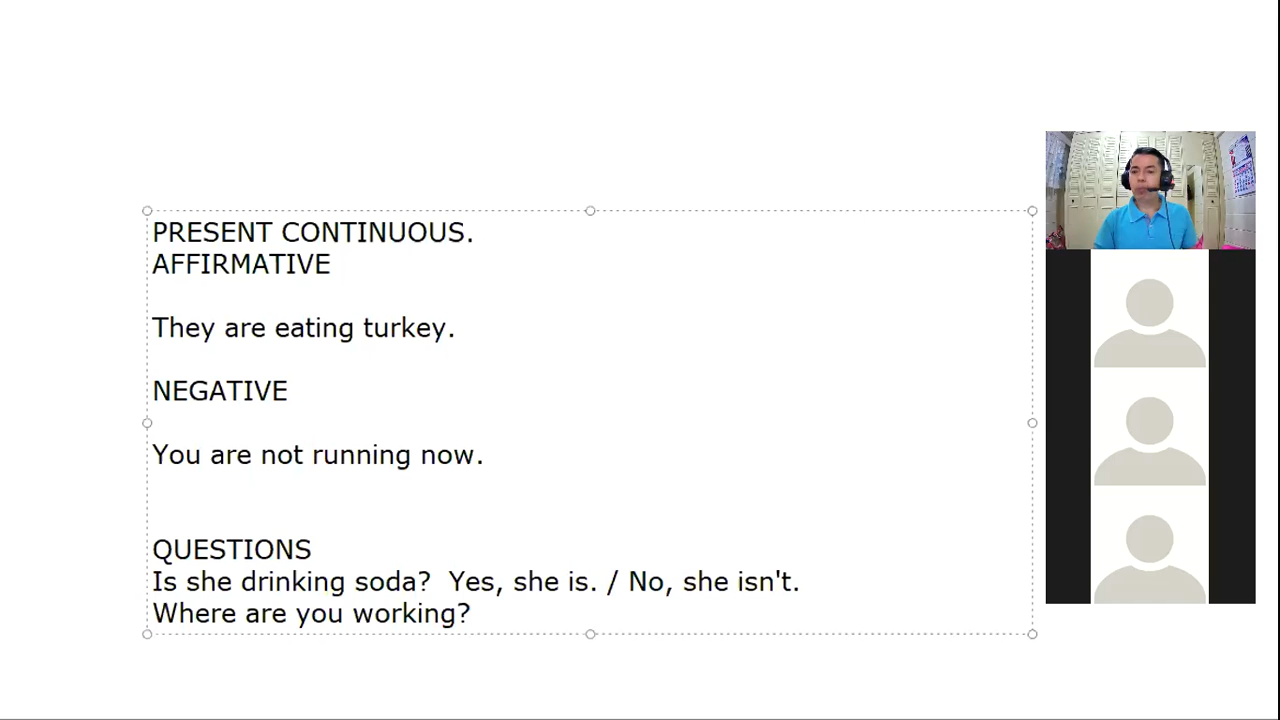 PRESENT CONTINUOUS.
AFFIRMATIVE
They are eating turkey.
NEGATIVE
You are not running now.
QUESTIONS
Is she drinking soda?  Yes, she is. / No, she isn't.
Where are you working?